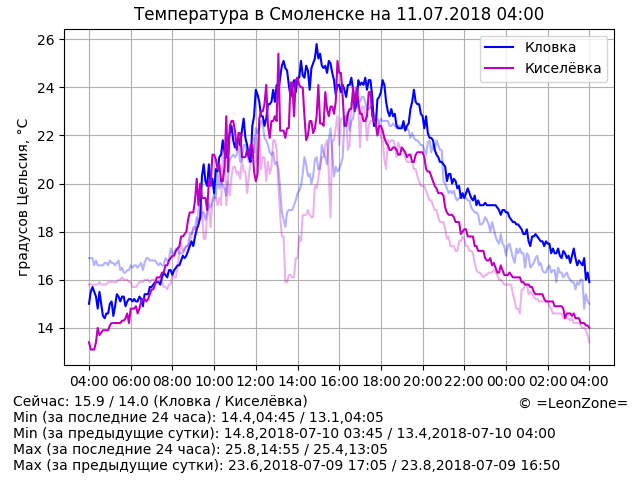 Температура в Смоленске на 11.07.2018 04:00
Кловка
Киселёвка
градусов Цельсия, °C
26
24
22
20
18
16
14
04:00 06:00 08:00 10:00 12:00 14:00 16:00 18:00 20:00 22:00 00:00 02:00 04:00
Сейчас: 15.9 / 14.0 (Кловка / Киселёвка)
© =LeonZone=
Min (за последние 24 часа): 14.4,04:45 / 13.1,04:05
Min (за предыдущие сутки): 14.8,2018-07-10 03:45 / 13.4,2018-07-10 04:00
Max (за последние 24 часа): 25.8,14:55 / 25.4,13:05
Max (за предыдущие сутки): 23.6,2018-07-09 17:05 / 23.8,2018-07-09 16:50